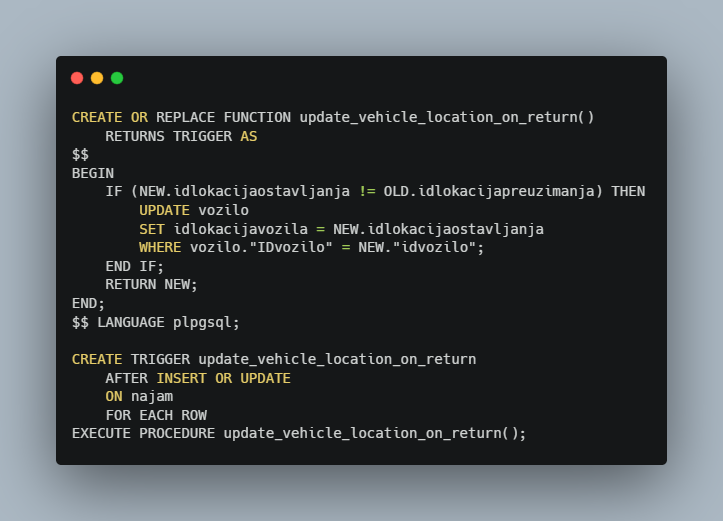 CREATE OR REPLACE FUNCTION update_vehicle_location_on_return()
    RETURNS TRIGGER AS
$$
BEGIN
    IF (NEW.idlokacijaostavljanja != OLD.idlokacijapreuzimanja) THEN
        UPDATE vozilo
        SET idlokacijavozila = NEW.idlokacijaostavljanja
        WHERE vozilo."IDvozilo" = NEW."idvozilo";
    END IF;
    RETURN NEW;
END;
$$ LANGUAGE plpgsql;

CREATE TRIGGER update_vehicle_location_on_return
    AFTER INSERT OR UPDATE
    ON najam
    FOR EACH ROW
EXECUTE PROCEDURE update_vehicle_location_on_return();